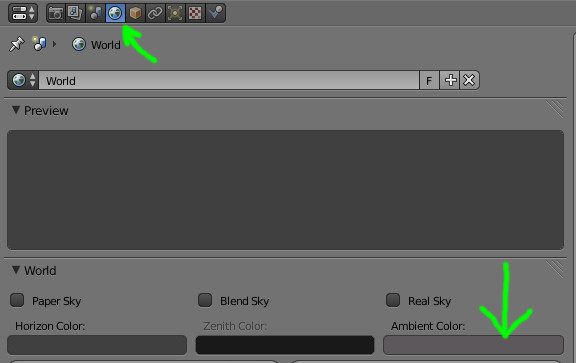 World
World F
Preview
World
Paper Sky Blend Sky Real Sky
Horizon Color: Zenith Color: Ambient Color: